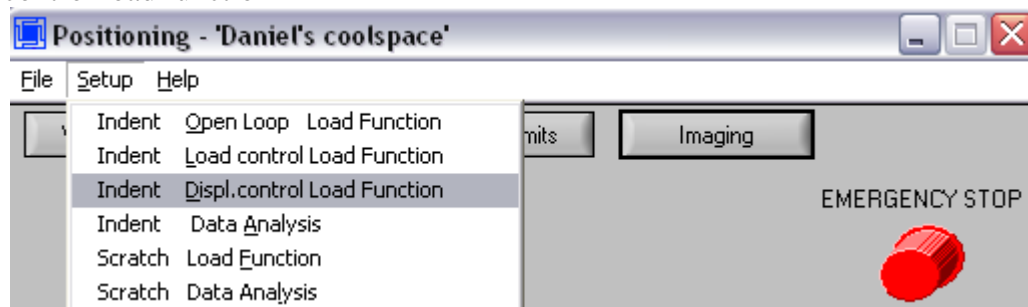 Positioning - 'Daniel's coolspace'
File Setup Help
Indent Open Loop Load Function
Indent Load control Load Function
Indent Displ.control Load Function
Indent Data Analysis
Scratch Load Function
Scratch Data Analysis
Imaging
EMERGENCY STOP